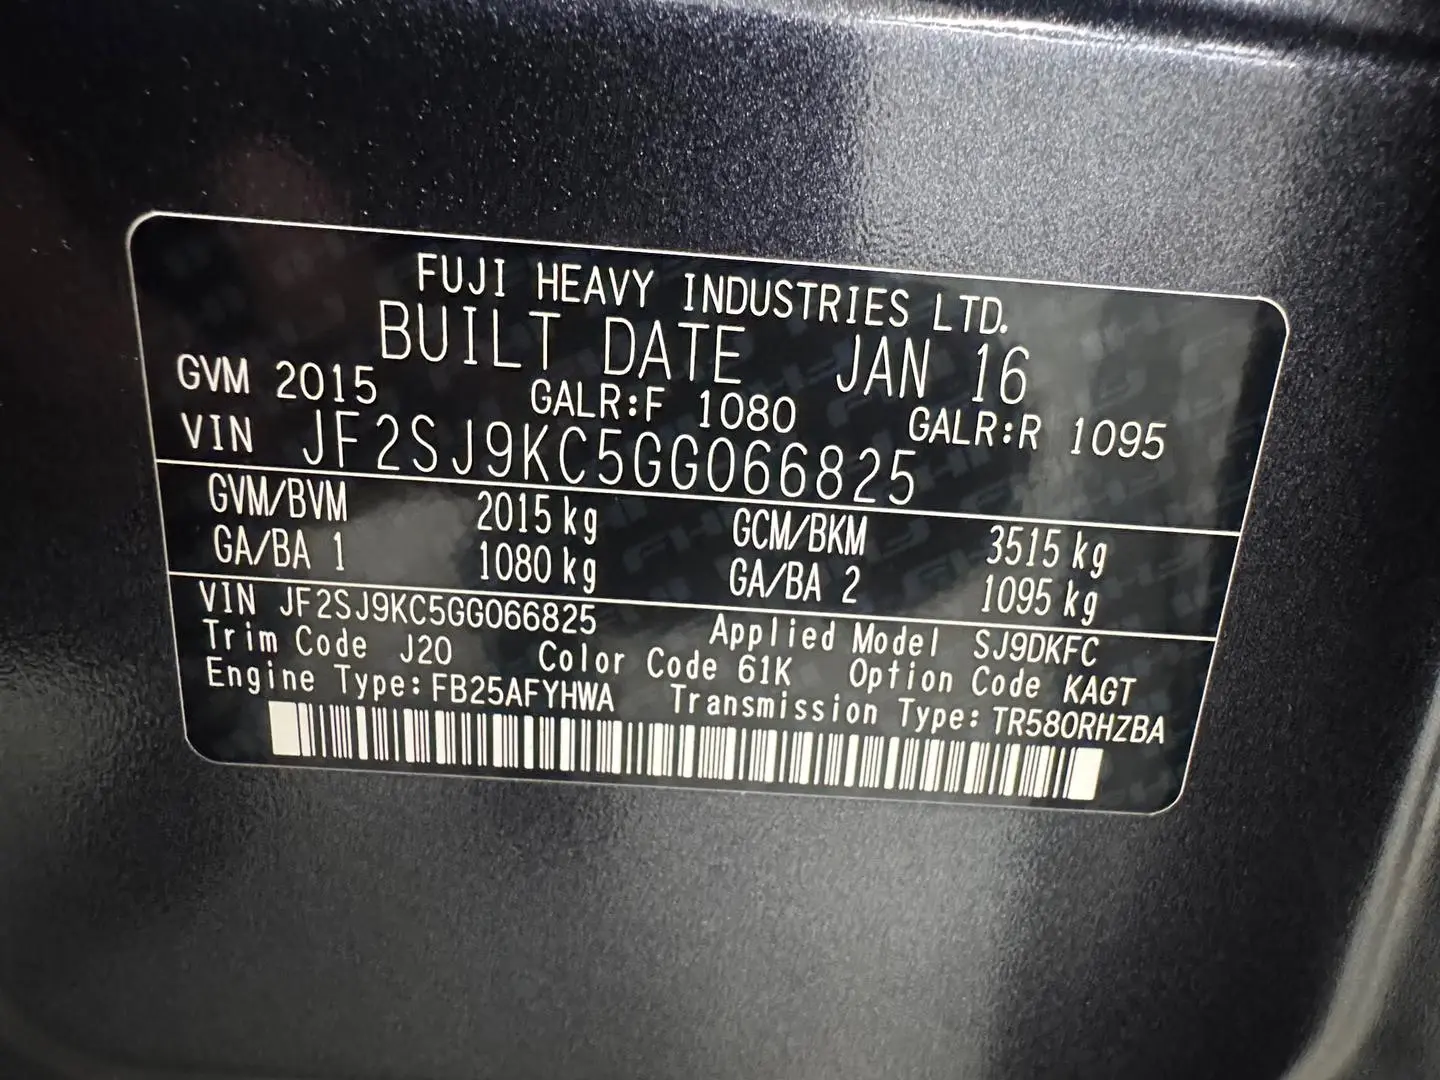 FUJI HEAVY INDUSTRIES LTD.
BUILT DATE JAN 16
GVM 2015 GALR:F 1080 GALR:R 1095
VIN JF2SJ9KC5GG066825
GVM/BVM 2015 kg GCM/BKM 3515 kg
GA/BA 1 1080 kg GA/BA 2 1095 kg
VIN JF2SJ9KC5GG066825 Applied Model SJ9DKFC
Trim Code J20 Color Code 61K Option Code KAGT
Engine Type: FB25AFYHWA Transmission Type: TR580RHZBA